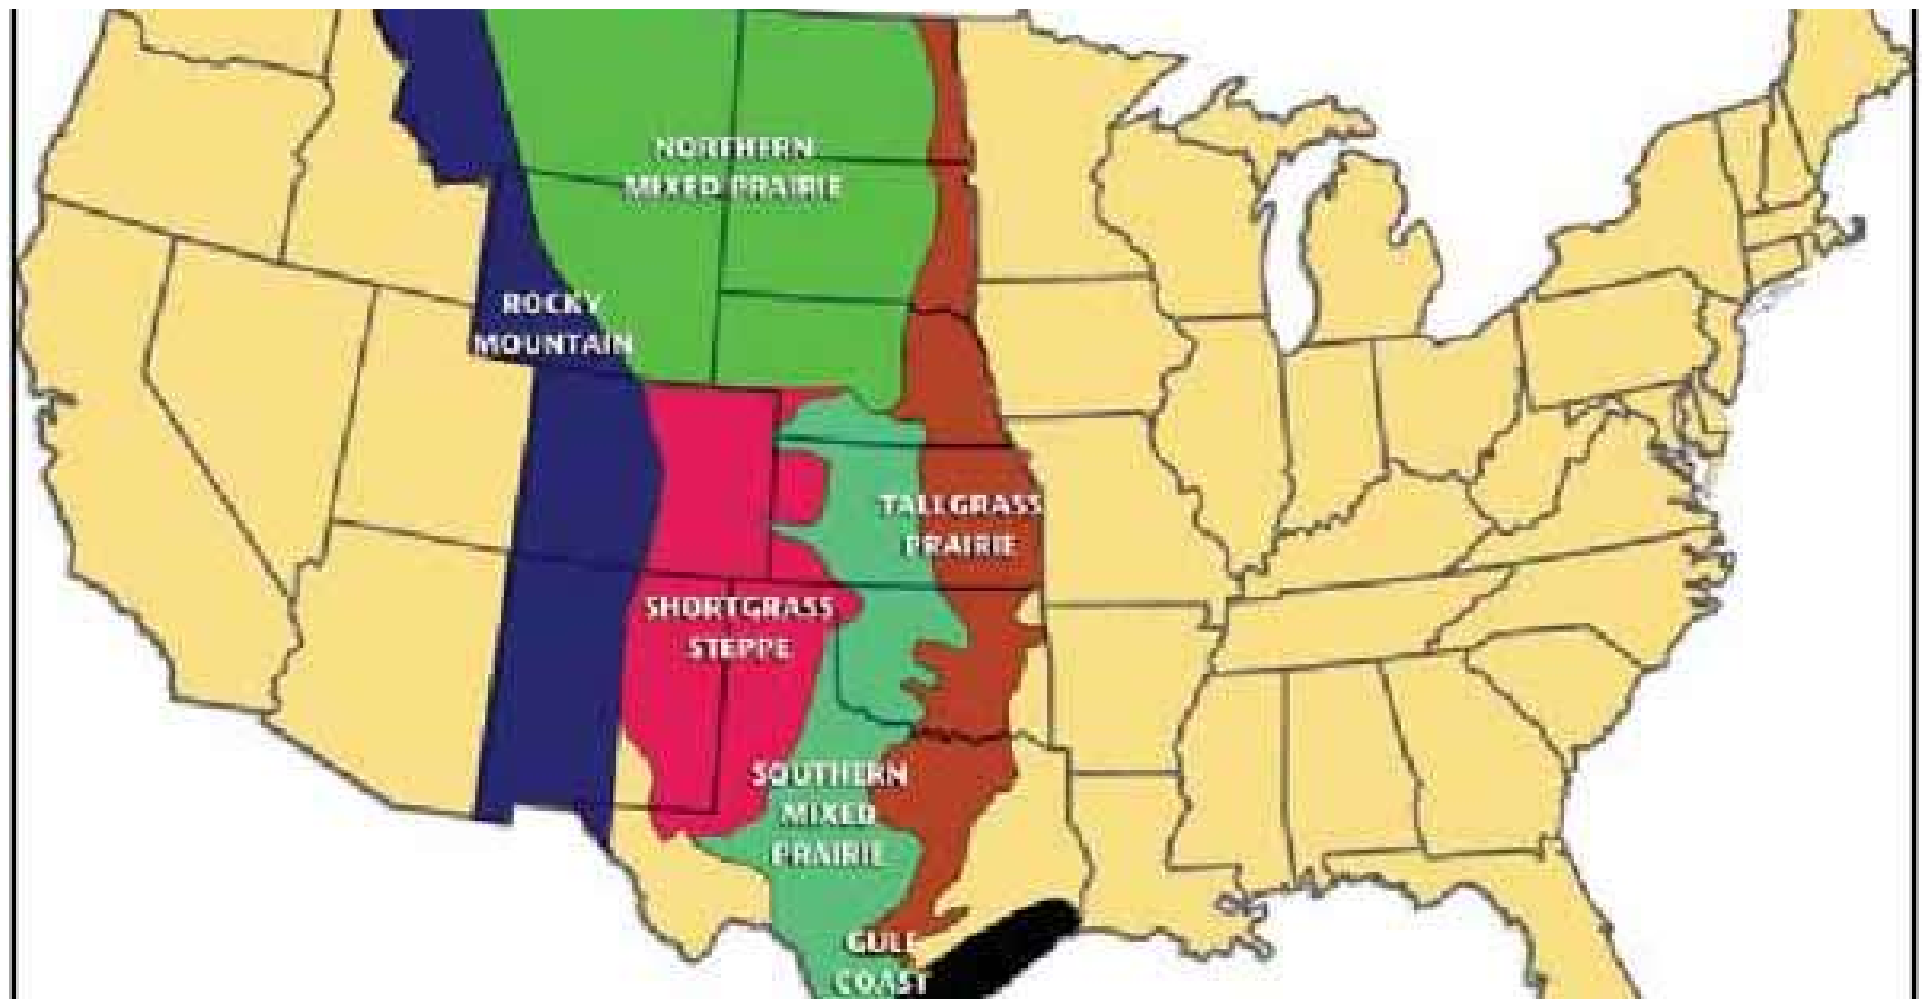 NORTHERN
MIXED PRAIRIE
ROCKY
MOUNTAIN
TALLGRASS
PRAIRIE
SHORTGRASS
STEPPE
SOUTHERN
MIXED
PRAIRIE
GULF
COAST